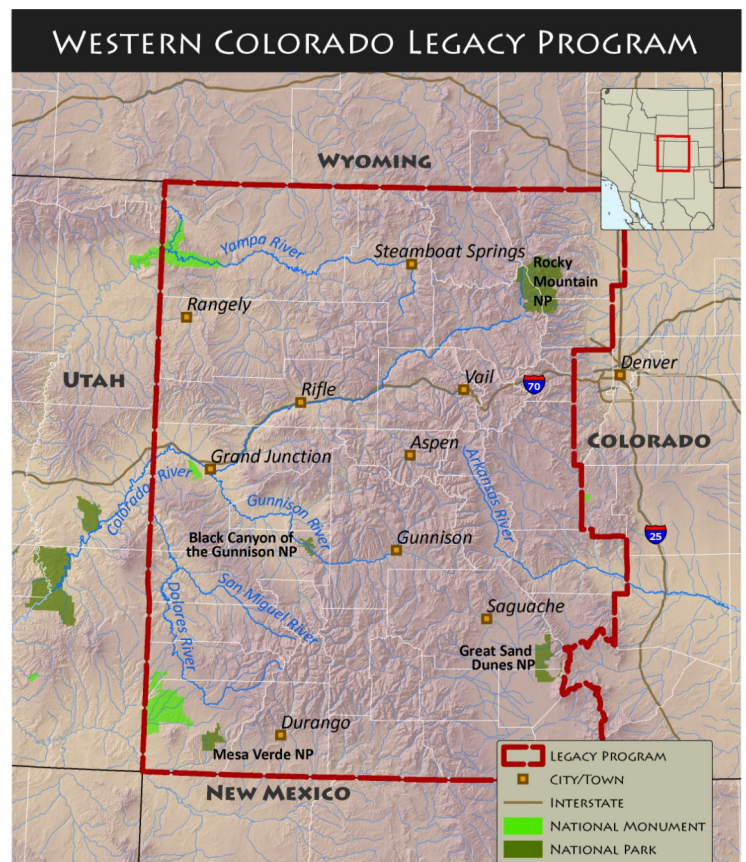 WESTERN COLORADO LEGACY PROGRAM
WYOMING
Yampa River
Steamboat Springs
Rocky
Mountain
NP
Rangely
UTAH
Denver
Rifle
Vail
70
COLORADO
Aspen
Grand Junction
Arkansas River
Colorado River
Gunnison River
Black Canyon of
the Gunnison NP
Gunnison
25
San Miguel River
Dolores River
Saguache
Great Sand
Dunes NP
Durango
Mesa Verde NP
NEW MEXICO
LEGACY PROGRAM
CITY/TOWN
INTERSTATE
NATIONAL MONUMENT
NATIONAL PARK